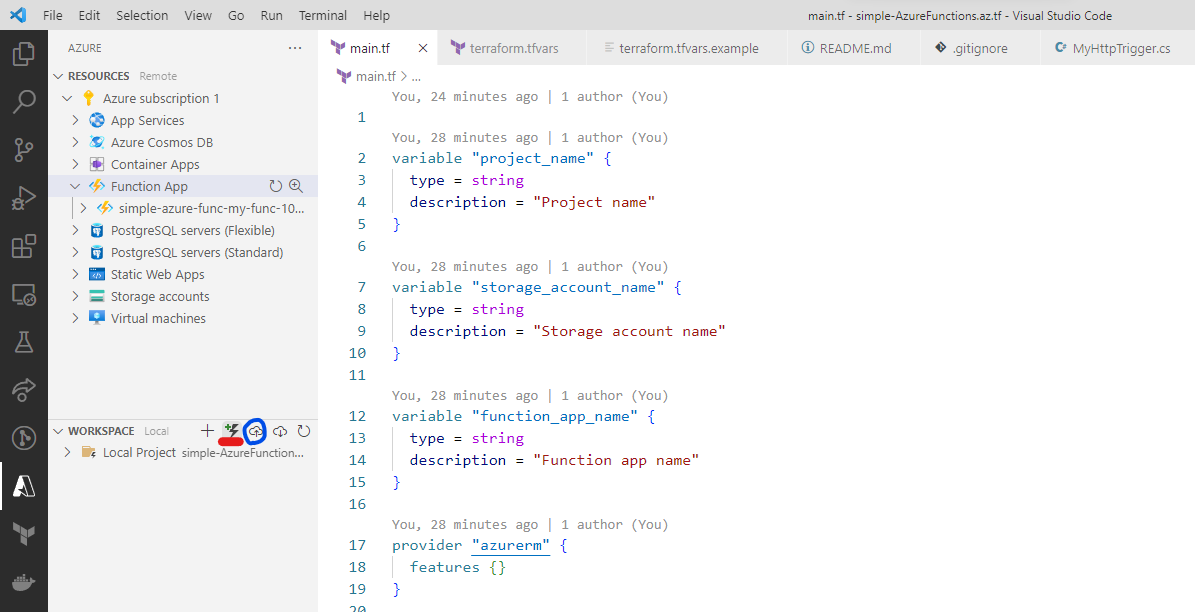 File Edit Selection View Go Run Terminal Help main.tf - simple-AzureFunctions.az.tf - Visual Studio Code
AZURE ...
main.tf terraform.tfvars terraform.tfvars.example README.md .gitignore MyHttpTrigger.cs
RESOURCES Remote
Azure subscription 1
App Services
Azure Cosmos DB
Container Apps
Function App
simple-azure-func-my-func-10...
PostgreSQL servers (Flexible)
PostgreSQL servers (Standard)
Static Web Apps
Storage accounts
Virtual machines
WORKSPACE Local
Local Project simple-AzureFunction...
main.tf > ...
You, 24 minutes ago | 1 author (You)
1
You, 28 minutes ago | 1 author (You)
2 variable "project_name" {
3 type = string
4 description = "Project name"
5 }
6
You, 28 minutes ago | 1 author (You)
7 variable "storage_account_name" {
8 type = string
9 description = "Storage account name"
10 }
11
You, 28 minutes ago | 1 author (You)
12 variable "function_app_name" {
13 type = string
14 description = "Function app name"
15 }
16
You, 28 minutes ago | 1 author (You)
17 provider "azurerm" {
18 features {}
19 }
20